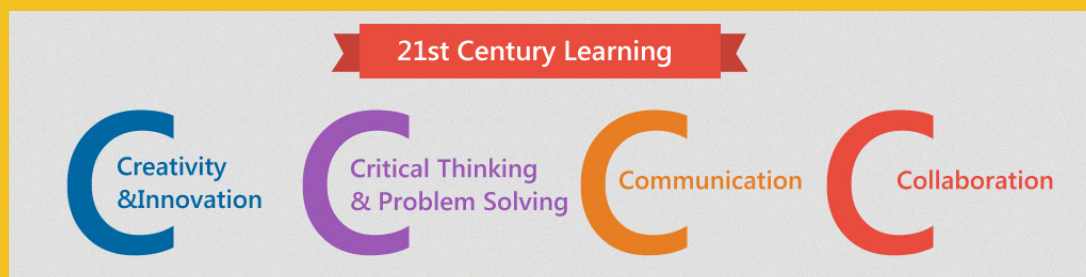 21st Century Learning
C
Creativity
&Innovation
C
Critical Thinking
& Problem Solving
C
Communication
C
Collaboration